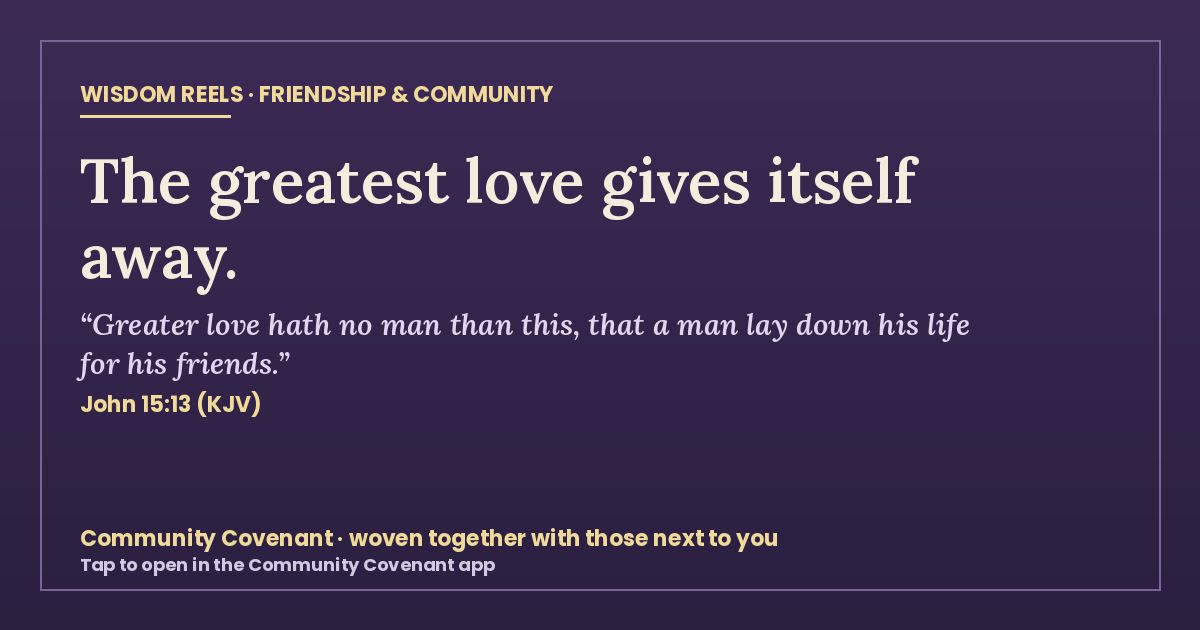 WISDOM REELS · FRIENDSHIP & COMMUNITY
The greatest love gives itself
away.
“Greater love hath no man than this, that a man lay down his life
for his friends.”
John 15:13 (KJV)
Community Covenant · woven together with those next to you
Tap to open in the Community Covenant app